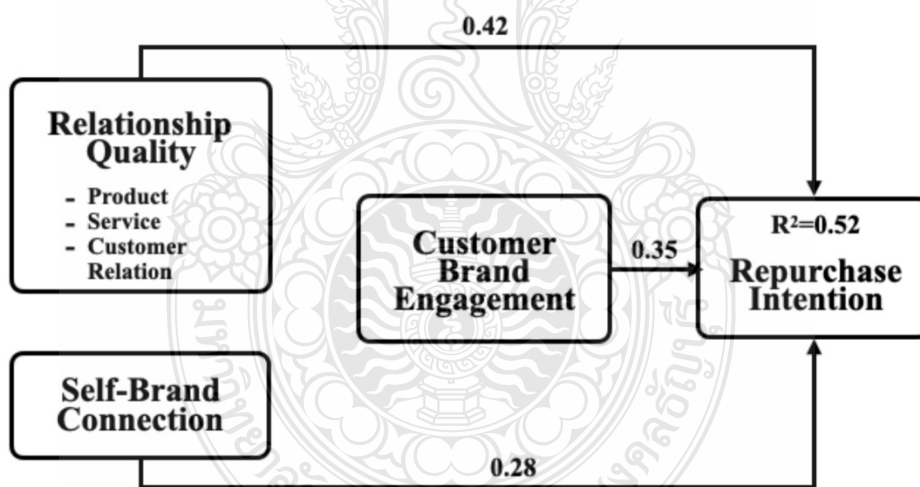 0.42
Relationship
Quality
- Product
- Service
- Customer
Relation
Customer
Brand
Engagement
0.35
R²=0.52
Repurchase
Intention
Self-Brand
Connection
0.28